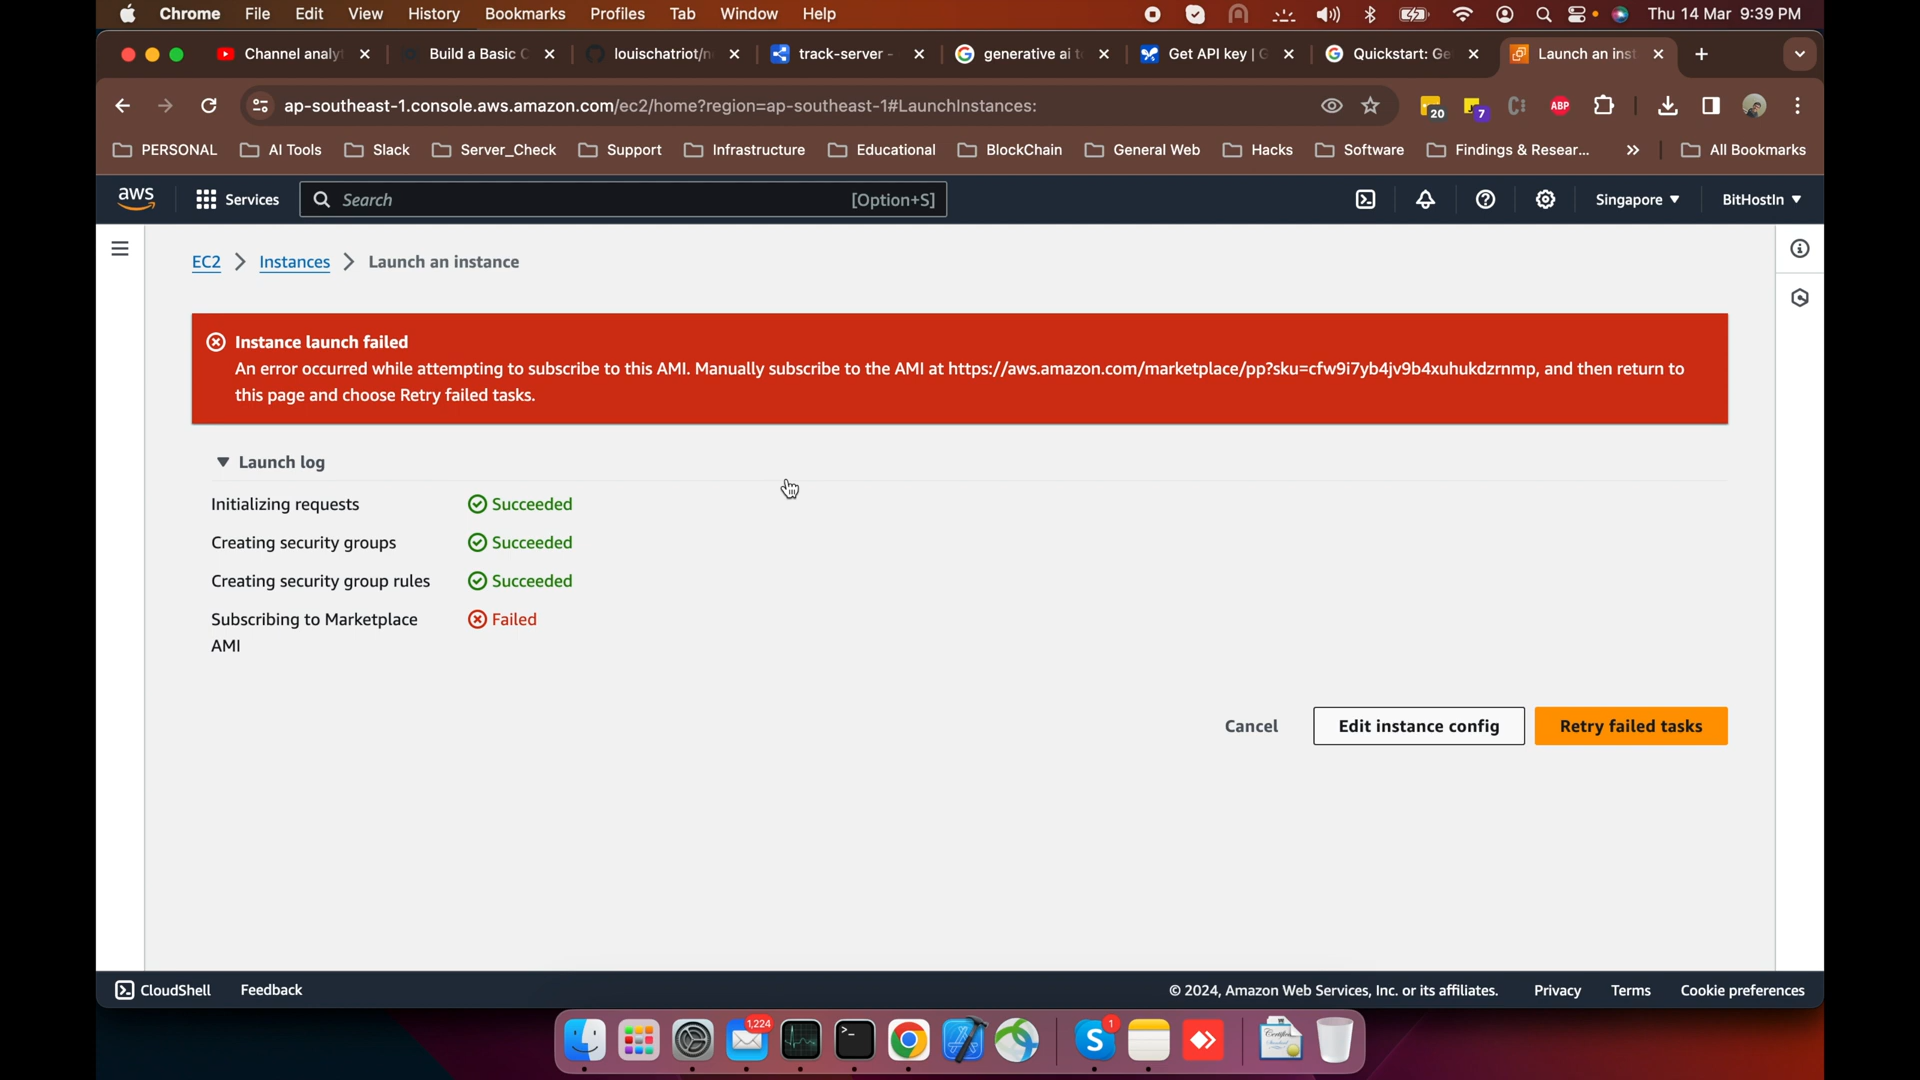 Chrome File Edit View History Bookmarks Profiles Tab Window Help Thu 14 Mar 9:39 PM
Channel analyt Build a Basic C louischatriot/n track-server - generative ai t Get API key | G Quickstart: Ge Launch an inst
ap-southeast-1.console.aws.amazon.com/ec2/home?region=ap-southeast-1#LaunchInstances: 20 7 ABP
PERSONAL AI Tools Slack Server_Check Support Infrastructure Educational BlockChain General Web Hacks Software Findings & Resear... All Bookmarks
aws Services Search [Option+S] Singapore BitHostIn
EC2 Instances Launch an instance
Instance launch failed
An error occurred while attempting to subscribe to this AMI. Manually subscribe to the AMI at https://aws.amazon.com/marketplace/pp?sku=cfw9i7yb4jv9b4xuhukdzrnmp, and then return to
this page and choose Retry failed tasks.
Launch log
Initializing requests Succeeded
Creating security groups Succeeded
Creating security group rules Succeeded
Subscribing to Marketplace Failed
AMI
Cancel Edit instance config Retry failed tasks
CloudShell Feedback © 2024, Amazon Web Services, Inc. or its affiliates. Privacy Terms Cookie preferences
1,224 1